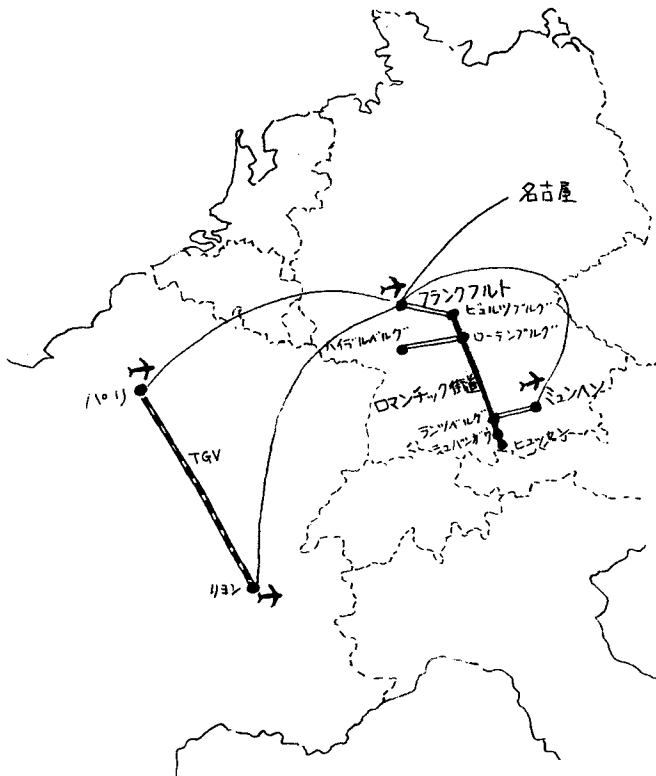 名古屋
フランクフルト
ビュルツブルグ
ハイデルベルグ
ローランブルグ
パリ
ロマンチック街道
ミュンヘン
ランツベルグ
シュバンガウ
ヒュッセン
TGV
リヨン